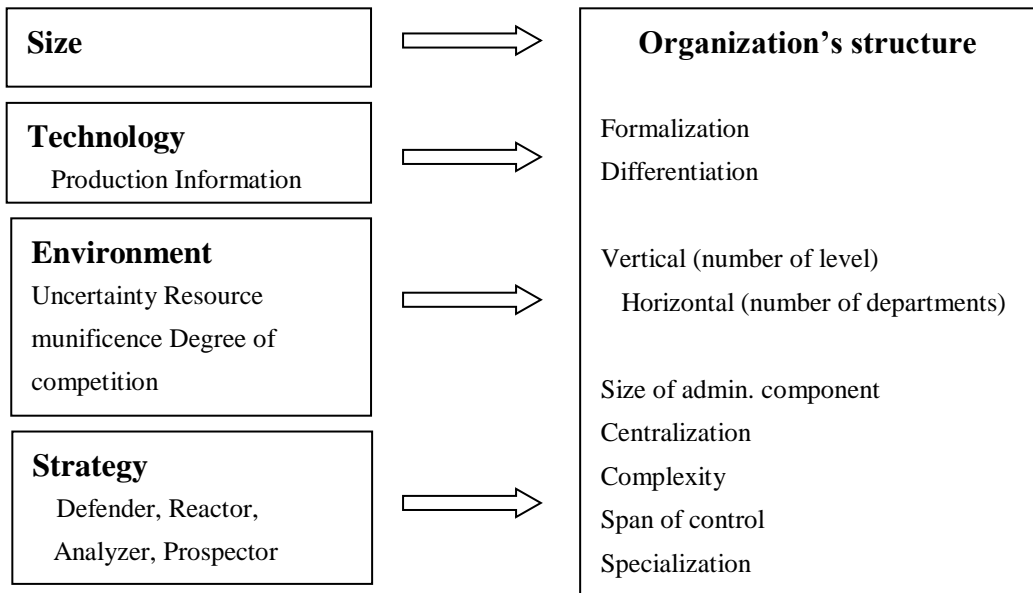 Size
Technology
Production Information
Environment
Uncertainty Resource
munificence Degree of
competition
Strategy
Defender, Reactor,
Analyzer, Prospector
Organization’s structure
Formalization
Differentiation
Vertical (number of level)
Horizontal (number of departments)
Size of admin. component
Centralization
Complexity
Span of control
Specialization